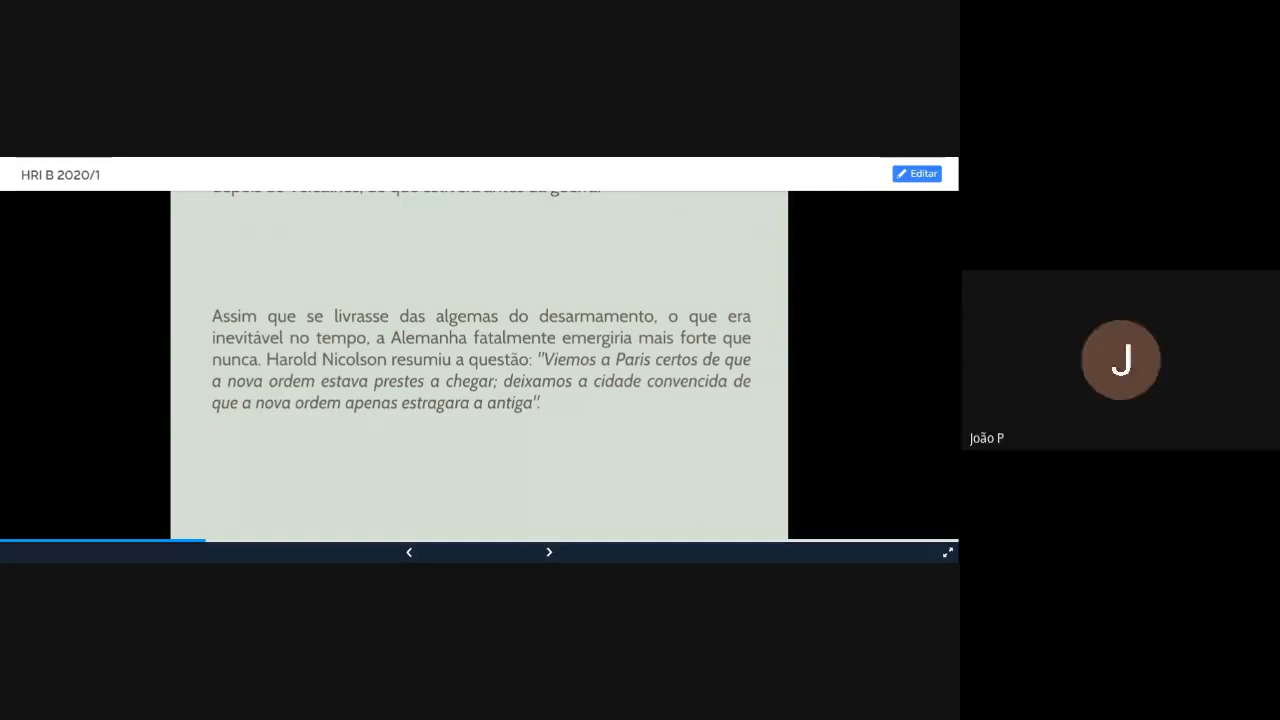 HRI B 2020/1
Editar
Assim que se livrasse das algemas do desarmamento, o que era
inevitável no tempo, a Alemanha fatalmente emergiria mais forte que
nunca. Harold Nicolson resumiu a questão: "Viemos a Paris certos de que
a nova ordem estava prestes a chegar; deixamos a cidade convencida de
que a nova ordem apenas estragara a antiga".
J
João P